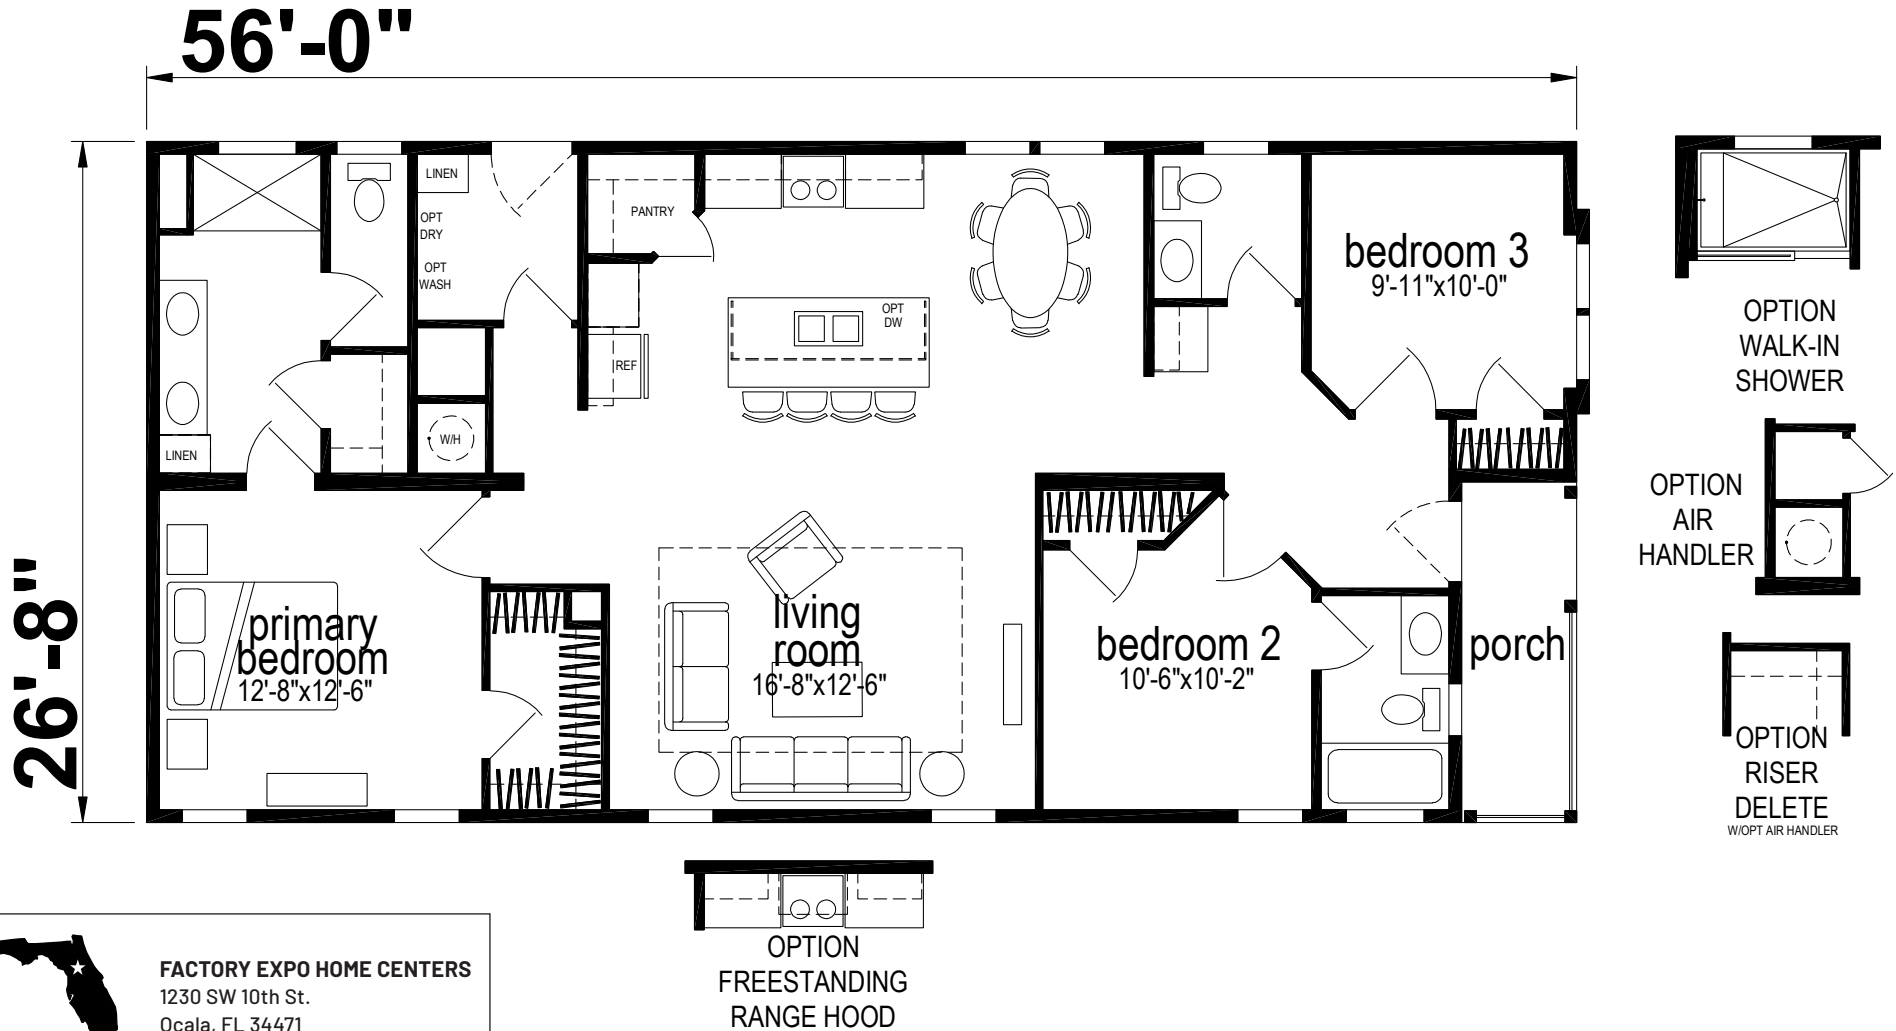 56'-0"
26'-8"
LINEN
OPT
DRY
OPT
WASH
PANTRY
REF
OPT
DW
W/H
LINEN
bedroom 3
9'-11"x10'-0"
primary
bedroom
12'-8"x12'-6"
living
room
16'-8"x12'-6"
bedroom 2
10'-6"x10'-2"
porch
OPTION
WALK-IN
SHOWER
OPTION
AIR
HANDLER
OPTION
RISER
DELETE
W/OPT AIR HANDLER
OPTION
FREESTANDING
RANGE HOOD
FACTORY EXPO HOME CENTERS
1230 SW 10th St.
Ocala, FL 34471